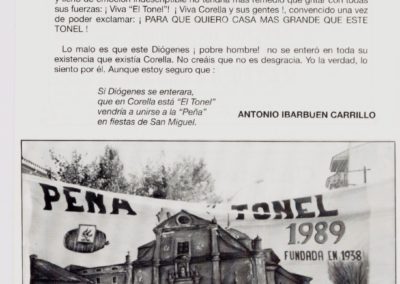 y lleno de emoción indescriptible no tendría más remedio que gritar con todas
sus fuerzas: ¡ Viva "El Tonel"! ¡ Viva Corella y sus gentes !, convencido una vez
de poder exclamar: ¡ PARA QUE QUIERO CASA MAS GRANDE QUE ESTE
TONEL !
Lo malo es que este Diógenes ¡ pobre hombre! no se enteró en toda su
existencia que existía Corella. No creáis que no es desgracia. Yo la verdad, lo
siento por él. Aunque estoy seguro que :
Si Diógenes se enterara,
que en Corella está "El Tonel"
vendría a unirse a la "Peña"
en fiestas de San Miguel.
ANTONIO IBARBUEN CARRILLO
PEÑA TONEL
1.989
FUNDADA EN 1938